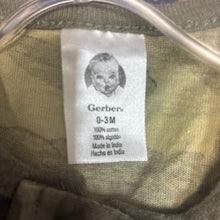 Gerber.
0-3M
100% cotton
100% algodón
Made in India
Hecho en India